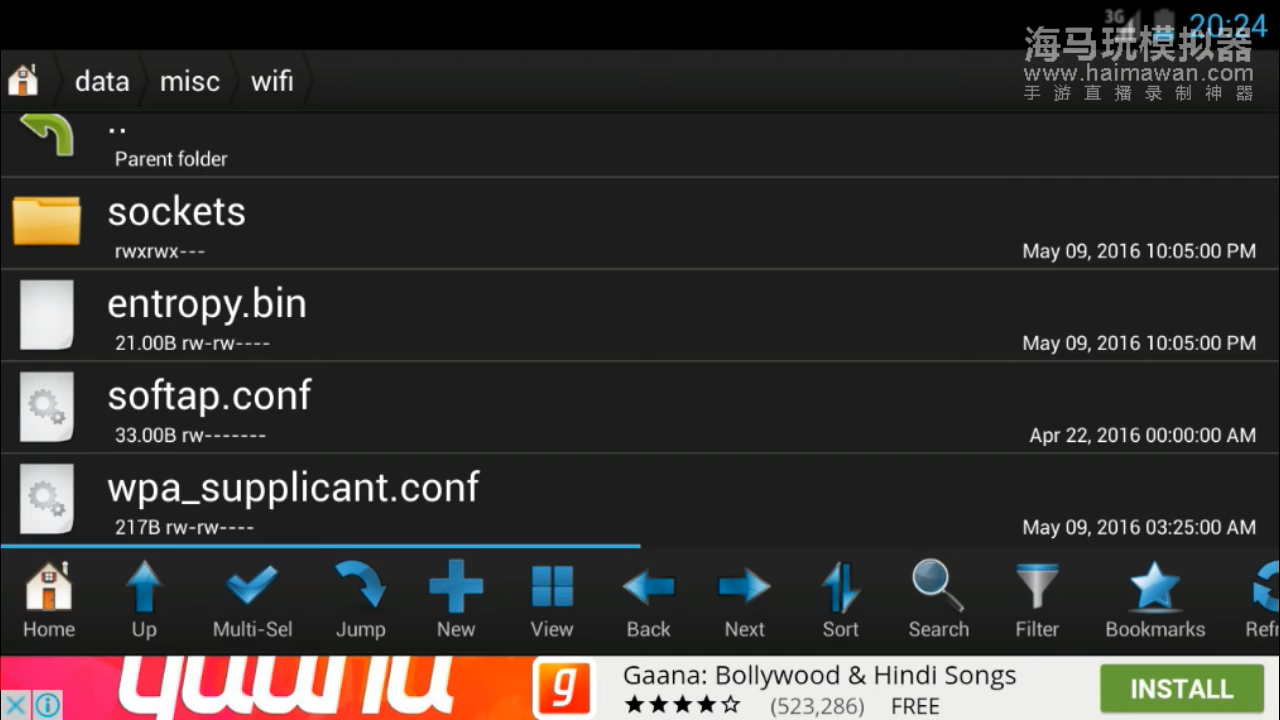 3G 20:24
海马玩模拟器
www.haimawan.com
手游直播录制神器
data misc wifi
..
Parent folder
sockets
rwxrwx---
May 09, 2016 10:05:00 PM
entropy.bin
21.00B rw-rw----
May 09, 2016 10:05:00 PM
softap.conf
33.00B rw-------
Apr 22, 2016 00:00:00 AM
wpa_supplicant.conf
217B rw-rw----
May 09, 2016 03:25:00 AM
Home Up Multi-Sel Jump New View Back Next Sort Search Filter Bookmarks Refr
gaana
g
Gaana: Bollywood & Hindi Songs
(523,286) FREE
INSTALL